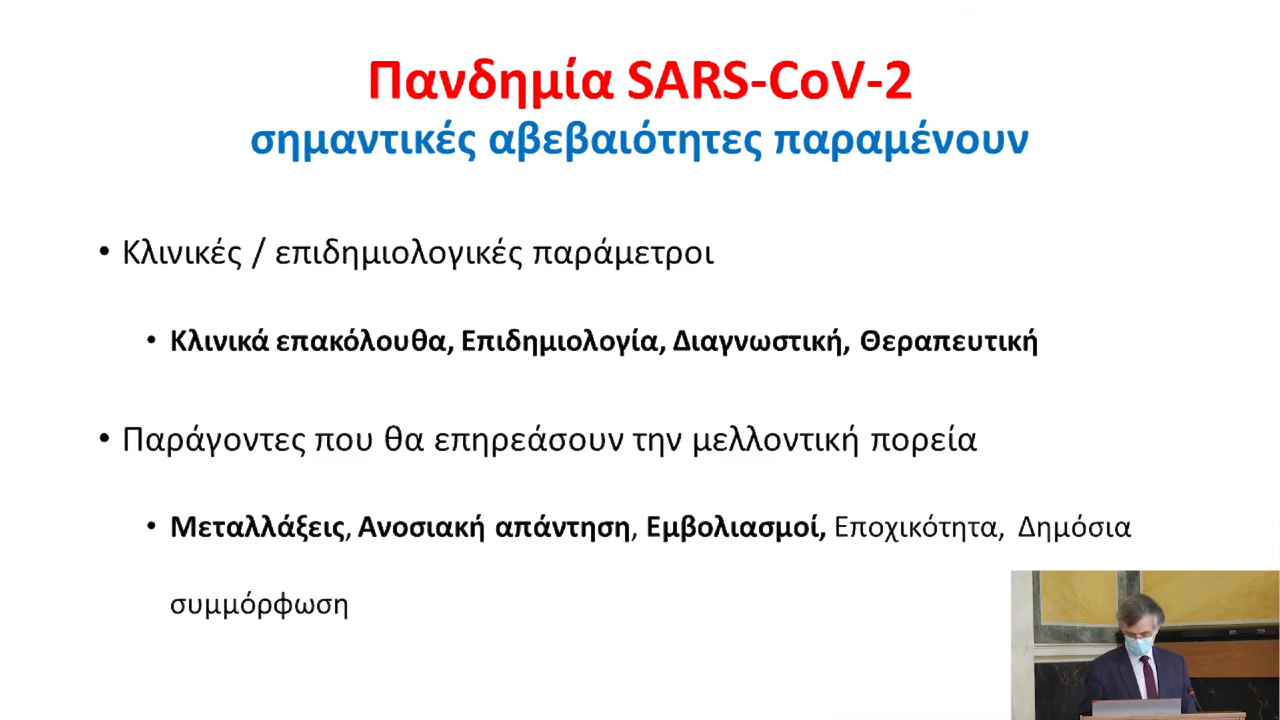 Πανδημία SARS-CoV-2
σημαντικές αβεβαιότητες παραμένουν
• Κλινικές / επιδημιολογικές παράμετροι
• Κλινικά επακόλουθα, Επιδημιολογία, Διαγνωστική, Θεραπευτική
• Παράγοντες που θα επηρεάσουν την μελλοντική πορεία
• Μεταλλάξεις, Ανοσιακή απάντηση, Εμβολιασμοί, Εποχικότητα, Δημόσια
συμμόρφωση